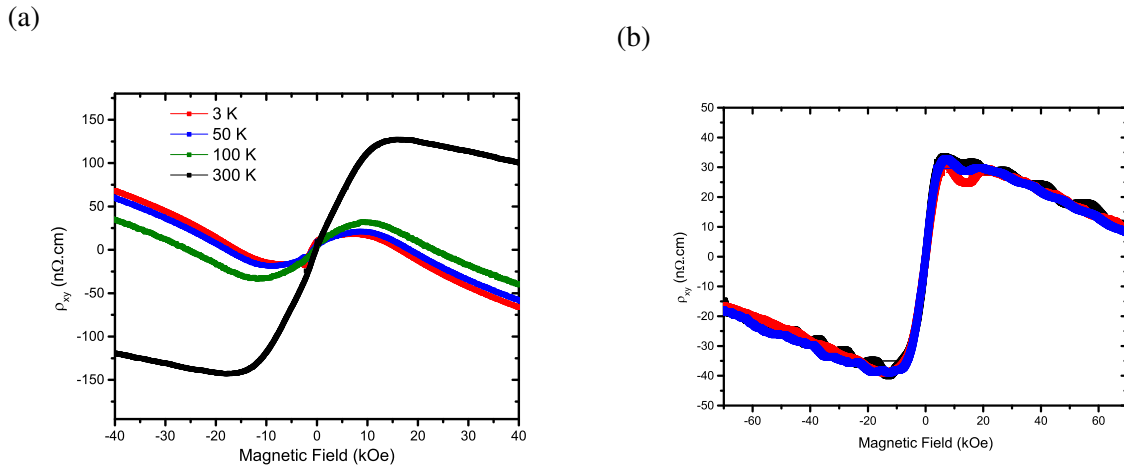 (a)
(b)
3 K
50 K
100 K
300 K
ρxy (nΩ.cm)
150
100
50
0
-50
-100
-150
-40 -30 -20 -10 0 10 20 30 40
Magnetic Field (kOe)
ρxy (nΩ.cm)
50
40
30
20
10
0
-10
-20
-30
-40
-50
-60 -40 -20 0 20 40 60
Magnetic Field (kOe)